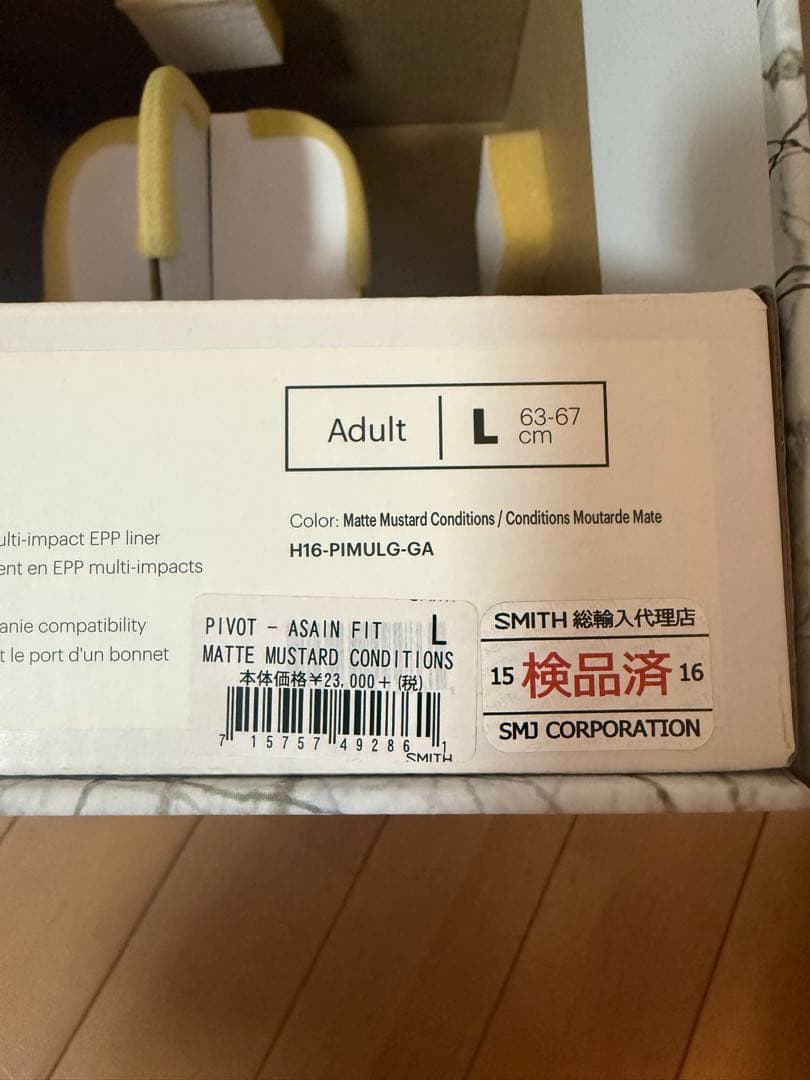 Adult
L
63-67
cm
Color: Matte Mustard Conditions / Conditions Moutarde Mate
H16-PIMULG-GA
ulti-impact EPP liner
ent en EPP multi-impacts
anie compatibility
t le port d'un bonnet
PIVOT - ASAIN FIT L
MATTE MUSTARD CONDITIONS
本体価格¥23,000+(税)
7 15757 49286 1
SMITH
SMITH 総輸入代理店
15 検品済 16
SMJ CORPORATION